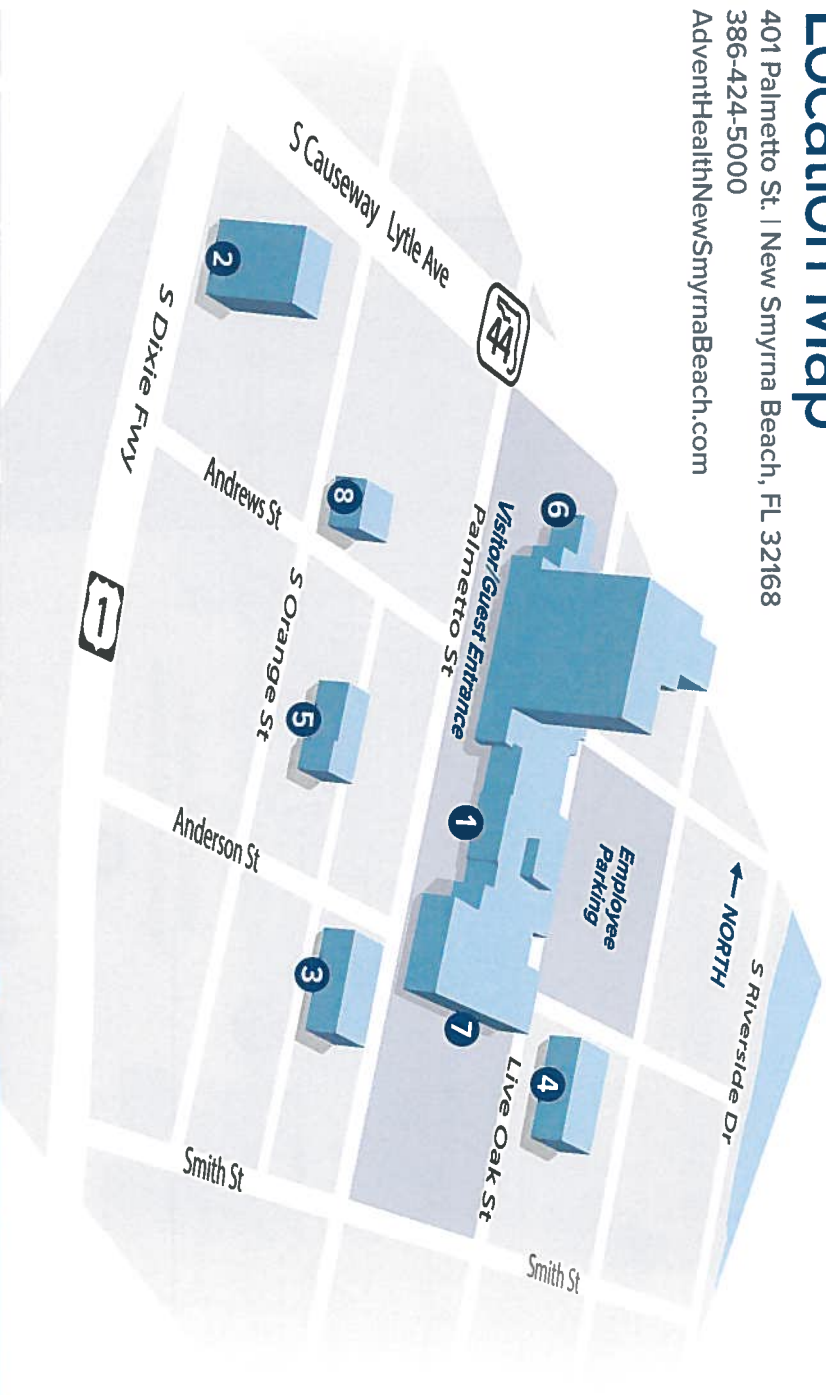 Location Map
401 Palmetto St. | New Smyrna Beach, FL 32168
386-424-5000
AdventHealthNewSmyrnaBeach.com
S Riverside Dr
← NORTH
Employee
Parking
Live Oak St
Smith St
Smith St
4
7
6
1
Visitor/Guest Entrance
Palmetto St
44
S Causeway Lytle Ave
3
5
8
2
Anderson St
S Orange St
Andrews St
S Dixie Fwy
1